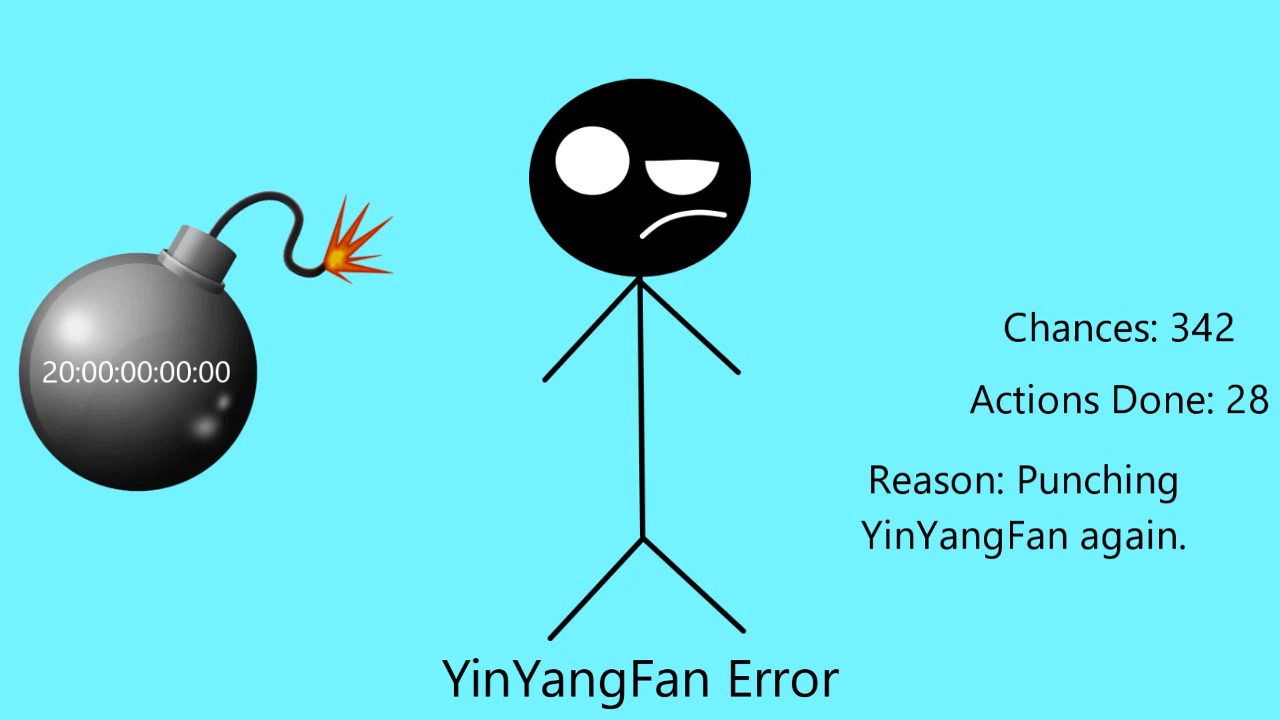 20:00:00:00:00
Chances: 342
Actions Done: 28
Reason: Punching
YinYangFan again.
YinYangFan Error